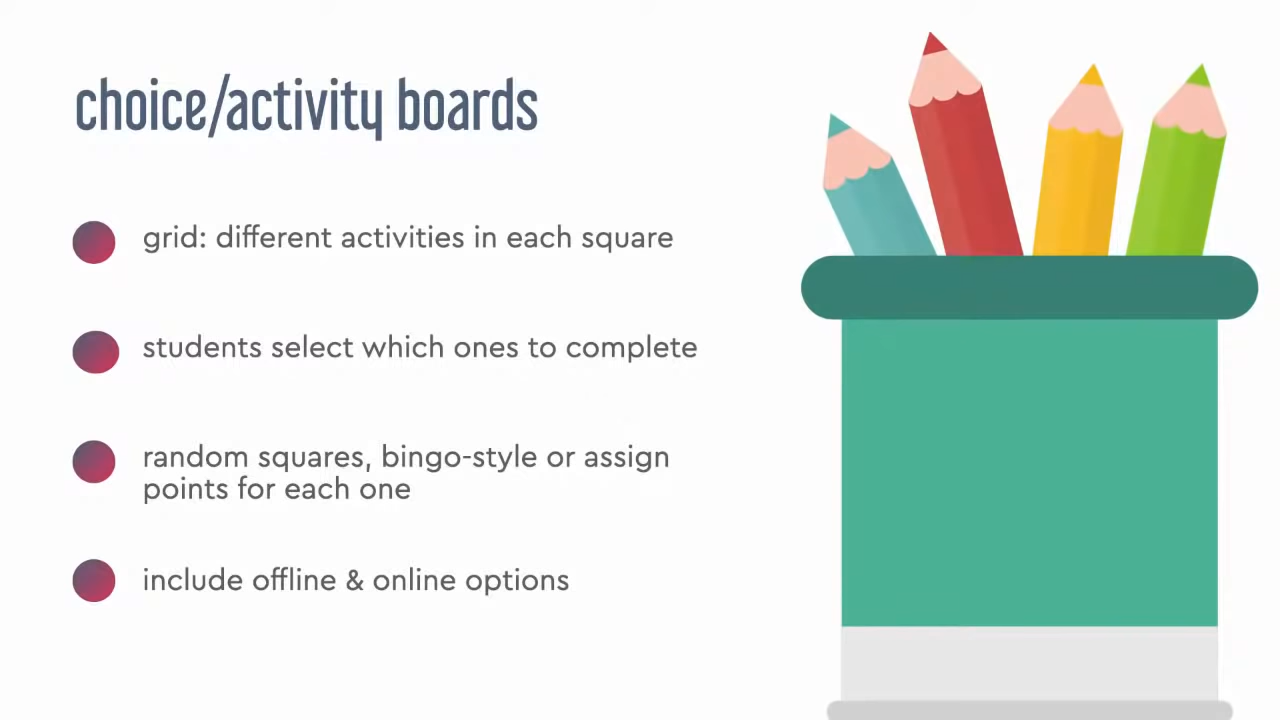 choice/activity boards
grid: different activities in each square
students select which ones to complete
random squares, bingo-style or assign
points for each one
include offline & online options